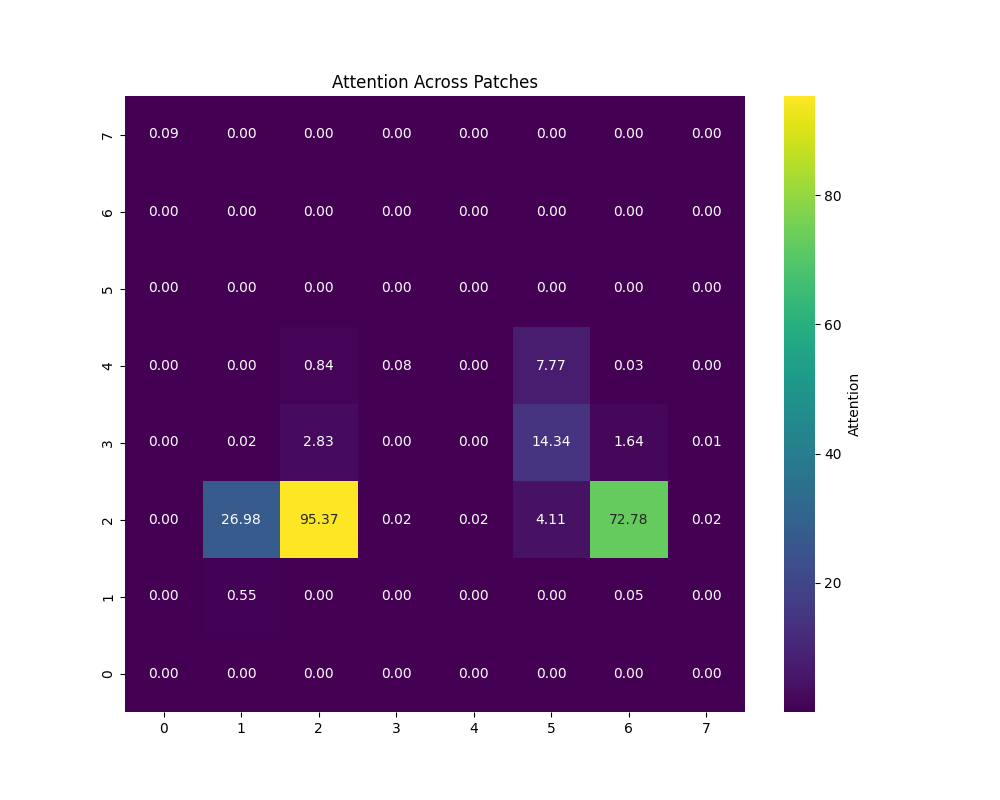 Attention Across Patches
7 0.09 0.00 0.00 0.00 0.00 0.00 0.00 0.00
6 0.00 0.00 0.00 0.00 0.00 0.00 0.00 0.00
5 0.00 0.00 0.00 0.00 0.00 0.00 0.00 0.00
4 0.00 0.00 0.84 0.08 0.00 7.77 0.03 0.00
3 0.00 0.02 2.83 0.00 0.00 14.34 1.64 0.01
2 0.00 26.98 95.37 0.02 0.02 4.11 72.78 0.02
1 0.00 0.55 0.00 0.00 0.00 0.00 0.05 0.00
0 0.00 0.00 0.00 0.00 0.00 0.00 0.00 0.00
0 1 2 3 4 5 6 7
80
60
40
20
Attention